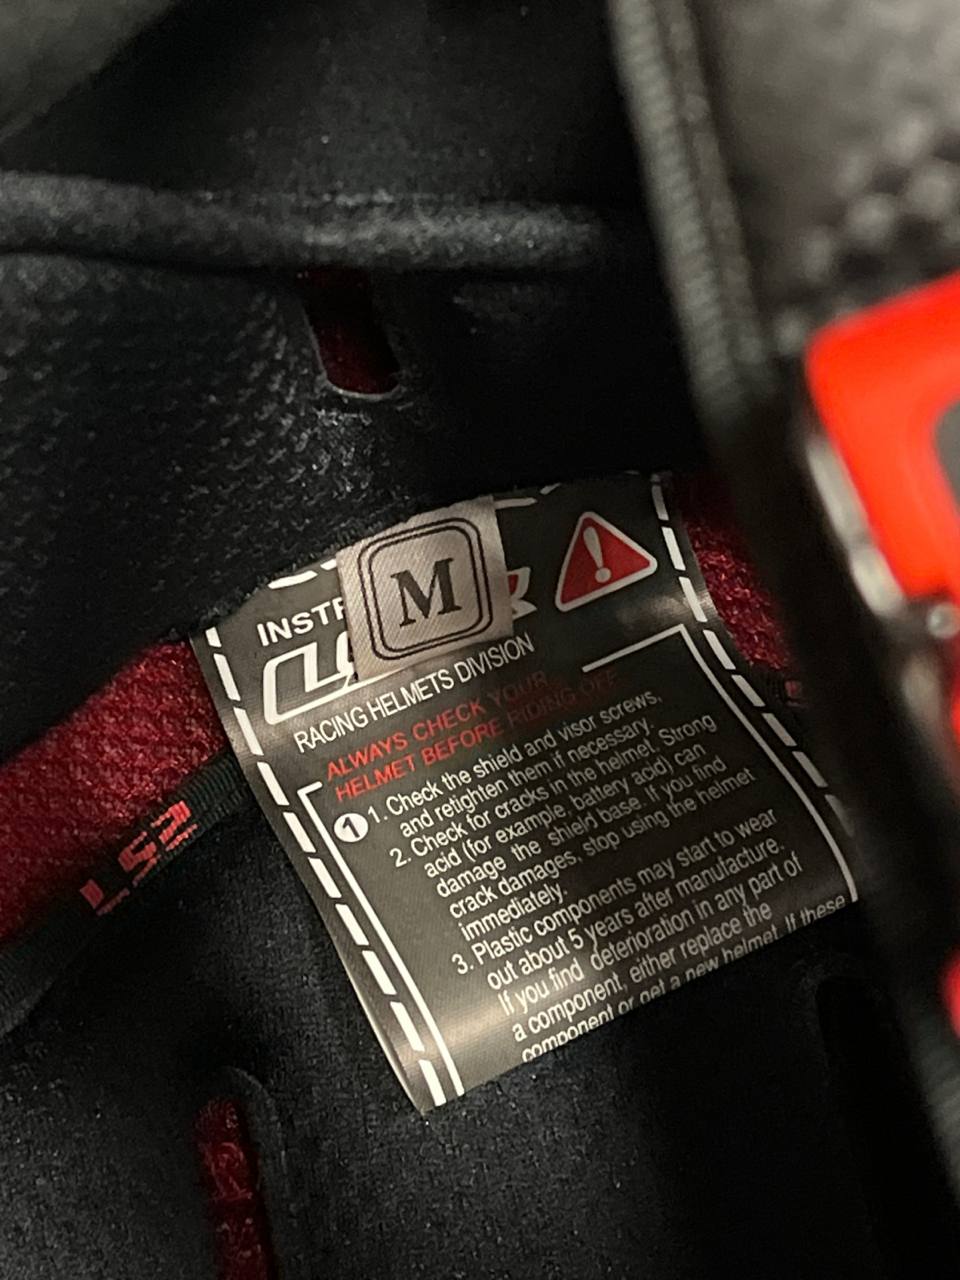 M
RACING HELMETS DIVISION
ALWAYS CHECK YOUR
HELMET BEFORE RIDING OFF
1
1. Check the shield and visor screws,
and retighten them if necessary.
2. Check for cracks in the helmet. Strong
acid (for example, battery acid) can
damage the shield base. If you find
crack damages, stop using the helmet
immediately.
3. Plastic components may start to wear
out about 5 years after manufacture.
If you find deterioration in any part of
a component, either replace the
component or get a new helmet. If these
LS2